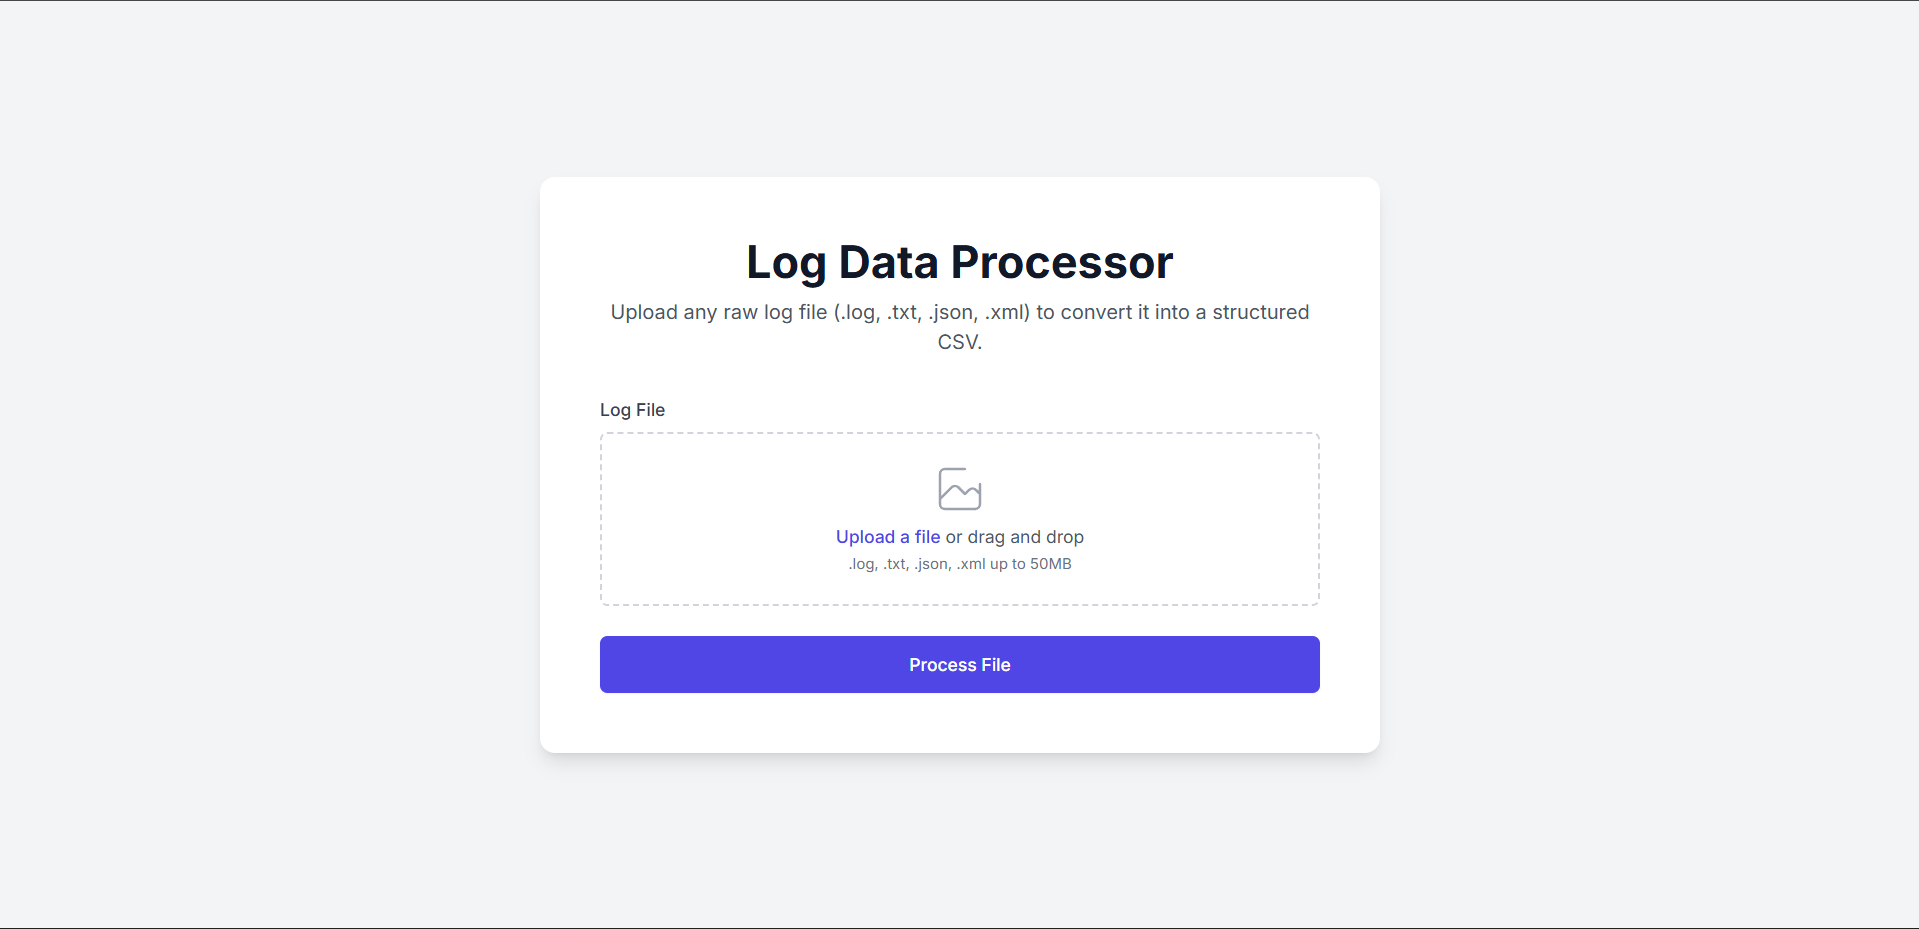 Log Data Processor
Upload any raw log file (.log, .txt, .json, .xml) to convert it into a structured
CSV.
Log File
Upload a file or drag and drop
.log, .txt, .json, .xml up to 50MB
Process File